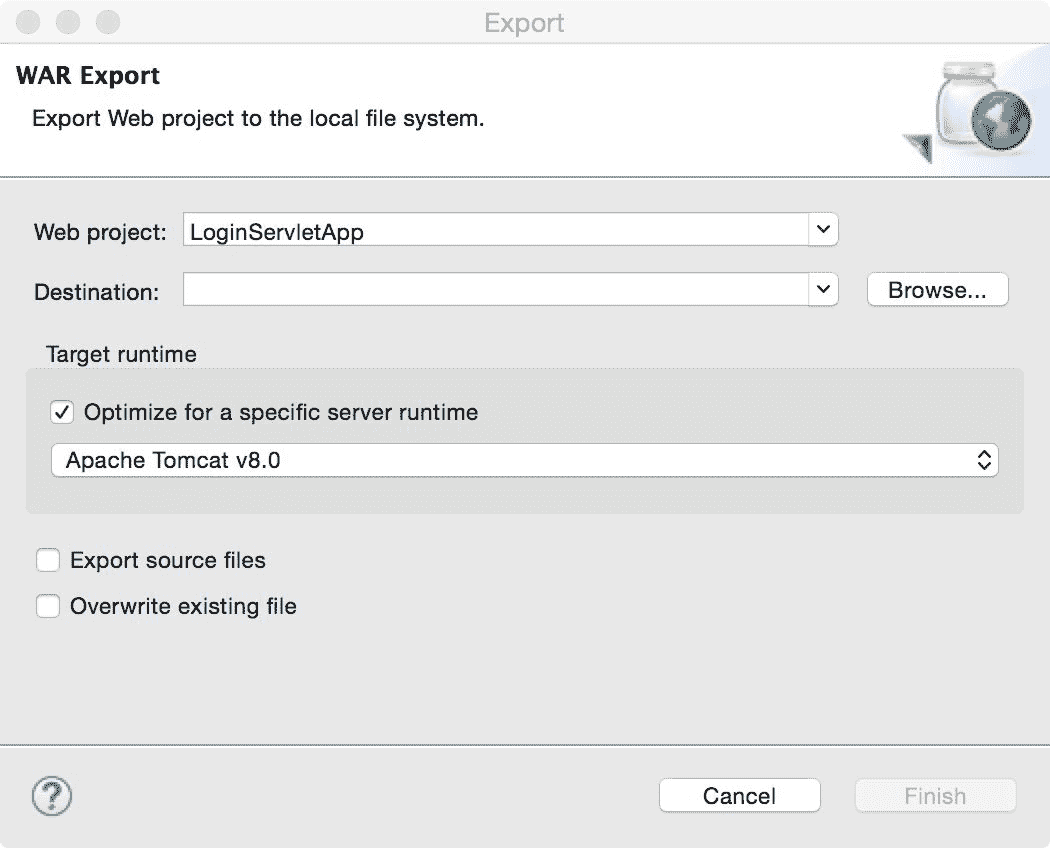 Export
WAR Export
Export Web project to the local file system.
Web project: LoginServletApp
Destination: Browse...
Target runtime
Optimize for a specific server runtime
Apache Tomcat v8.0
Export source files
Overwrite existing file
? Cancel Finish